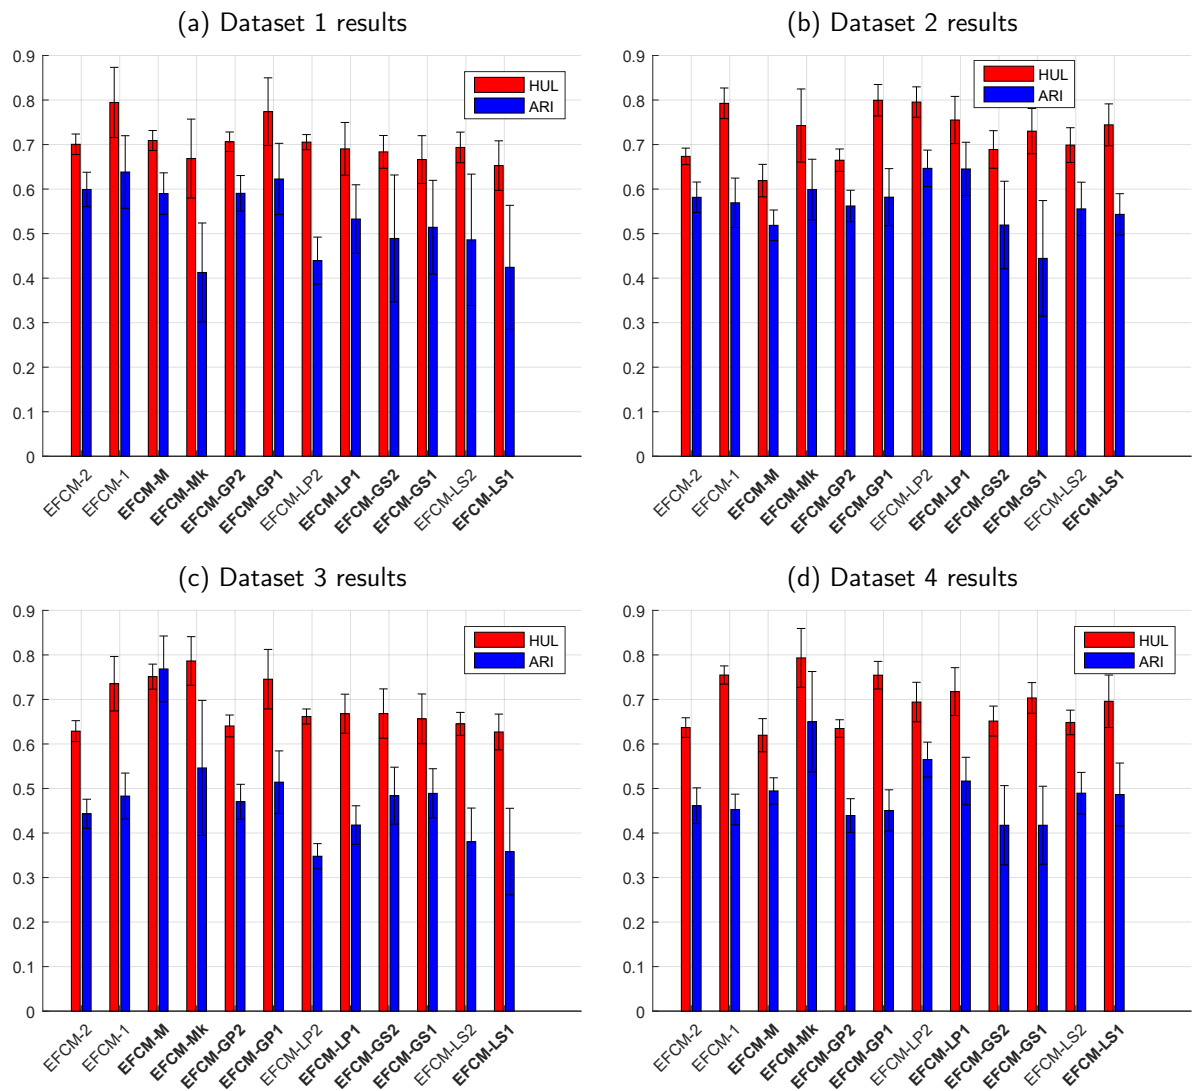 (a) Dataset 1 results
0.9
0.8
0.7
0.6
0.5
0.4
0.3
0.2
0.1
0
HUL
ARI
EFCM-2
EFCM-1
EFCM-M
EFCM-Mk
EFCM-GP2
EFCM-GP1
EFCM-LP2
EFCM-LP1
EFCM-GS2
EFCM-GS1
EFCM-LS2
EFCM-LS1
(b) Dataset 2 results
0.9
0.8
0.7
0.6
0.5
0.4
0.3
0.2
0.1
0
HUL
ARI
EFCM-2
EFCM-1
EFCM-M
EFCM-Mk
EFCM-GP2
EFCM-GP1
EFCM-LP2
EFCM-LP1
EFCM-GS2
EFCM-GS1
EFCM-LS2
EFCM-LS1
(c) Dataset 3 results
0.9
0.8
0.7
0.6
0.5
0.4
0.3
0.2
0.1
0
HUL
ARI
EFCM-2
EFCM-1
EFCM-M
EFCM-Mk
EFCM-GP2
EFCM-GP1
EFCM-LP2
EFCM-LP1
EFCM-GS2
EFCM-GS1
EFCM-LS2
EFCM-LS1
(d) Dataset 4 results
0.9
0.8
0.7
0.6
0.5
0.4
0.3
0.2
0.1
0
HUL
ARI
EFCM-2
EFCM-1
EFCM-M
EFCM-Mk
EFCM-GP2
EFCM-GP1
EFCM-LP2
EFCM-LP1
EFCM-GS2
EFCM-GS1
EFCM-LS2
EFCM-LS1